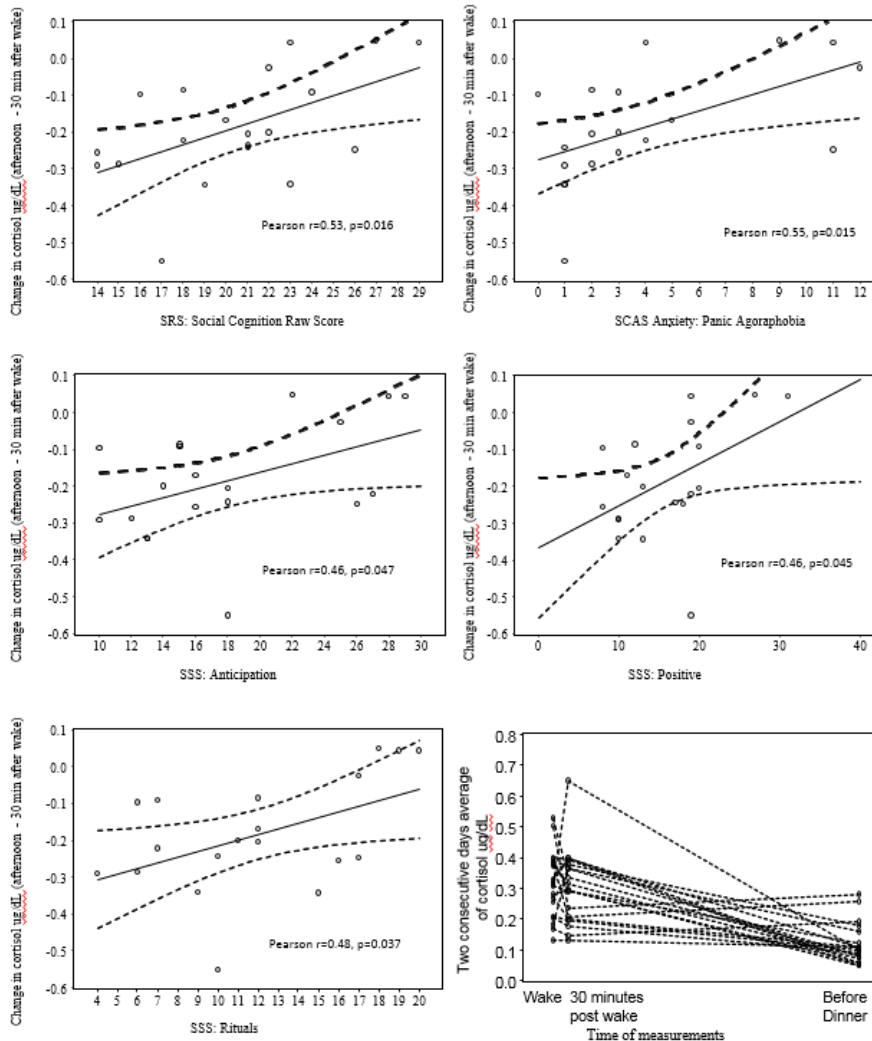 Change in cortisol ug/dL (afternoon - 30 min after wake)
0.1
0.0
-0.1
-0.2
-0.3
-0.4
-0.5
-0.6
Pearson r=0.53, p=0.016
14 15 16 17 18 19 20 21 22 23 24 25 26 27 28 29
SRS: Social Cognition Raw Score
Change in cortisol ug/dL (afternoon - 30 min after wake)
0.1
0.0
-0.1
-0.2
-0.3
-0.4
-0.5
-0.6
Pearson r=0.55, p=0.015
0 1 2 3 4 5 6 7 8 9 10 11 12
SCAS Anxiety: Panic Agoraphobia
Change in cortisol ug/dL (afternoon - 30 min after wake)
0.1
0.0
-0.1
-0.2
-0.3
-0.4
-0.5
-0.6
Pearson r=0.46, p=0.047
10 12 14 16 18 20 22 24 26 28 30
SSS: Anticipation
Change in cortisol ug/dL (afternoon - 30 min after wake)
0.1
0.0
-0.1
-0.2
-0.3
-0.4
-0.5
-0.6
Pearson r=0.46, p=0.045
0 10 20 30 40
SSS: Positive
Change in cortisol ug/dL (afternoon - 30 min after wake)
0.1
0.0
-0.1
-0.2
-0.3
-0.4
-0.5
-0.6
Pearson r=0.48, p=0.037
4 5 6 7 8 9 10 11 12 13 14 15 16 17 18 19 20
SSS: Rituals
Two consecutive days average
of cortisol ug/dL
0.8
0.7
0.6
0.5
0.4
0.3
0.2
0.1
0.0
Wake 30 minutes Before
post wake Dinner
Time of measurements